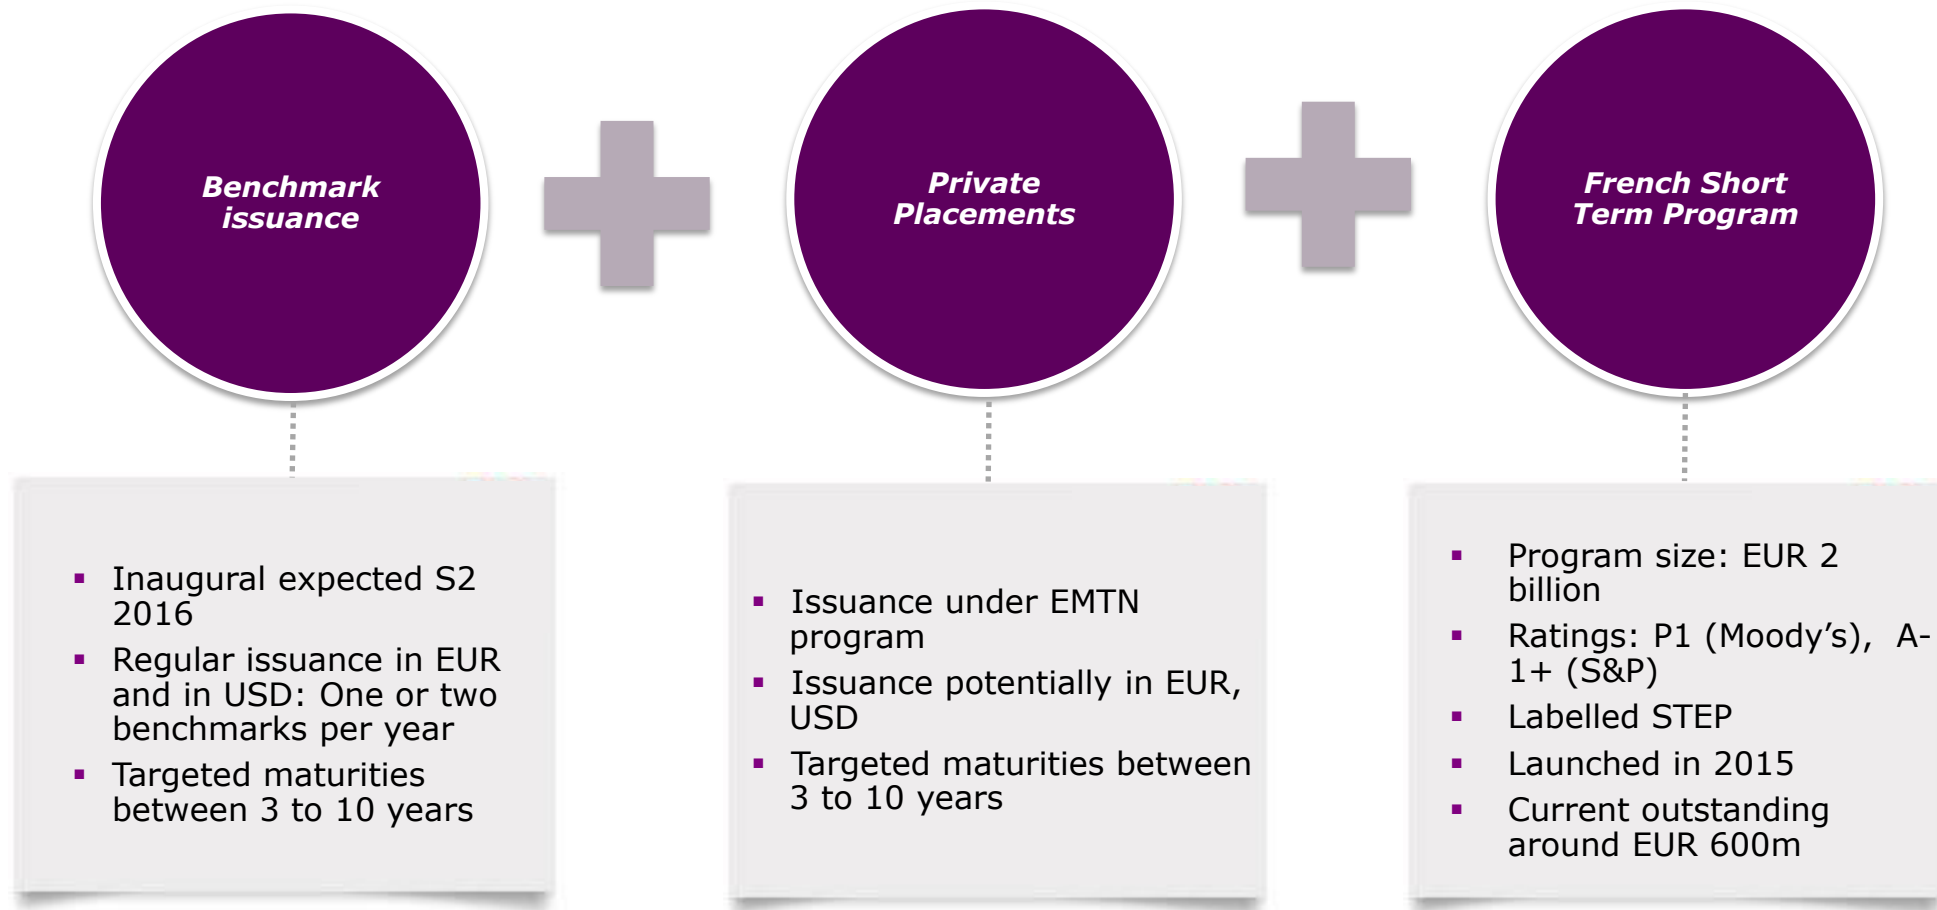 Benchmark
issuance
Private
Placements
French Short
Term Program
▪ Inaugural expected S2
2016
▪ Regular issuance in EUR
and in USD: One or two
benchmarks per year
▪ Targeted maturities
between 3 to 10 years
▪ Issuance under EMTN
program
▪ Issuance potentially in EUR,
USD
▪ Targeted maturities between
3 to 10 years
▪ Program size: EUR 2
billion
▪ Ratings: P1 (Moody’s), A-
1+ (S&P)
▪ Labelled STEP
▪ Launched in 2015
▪ Current outstanding
around EUR 600m